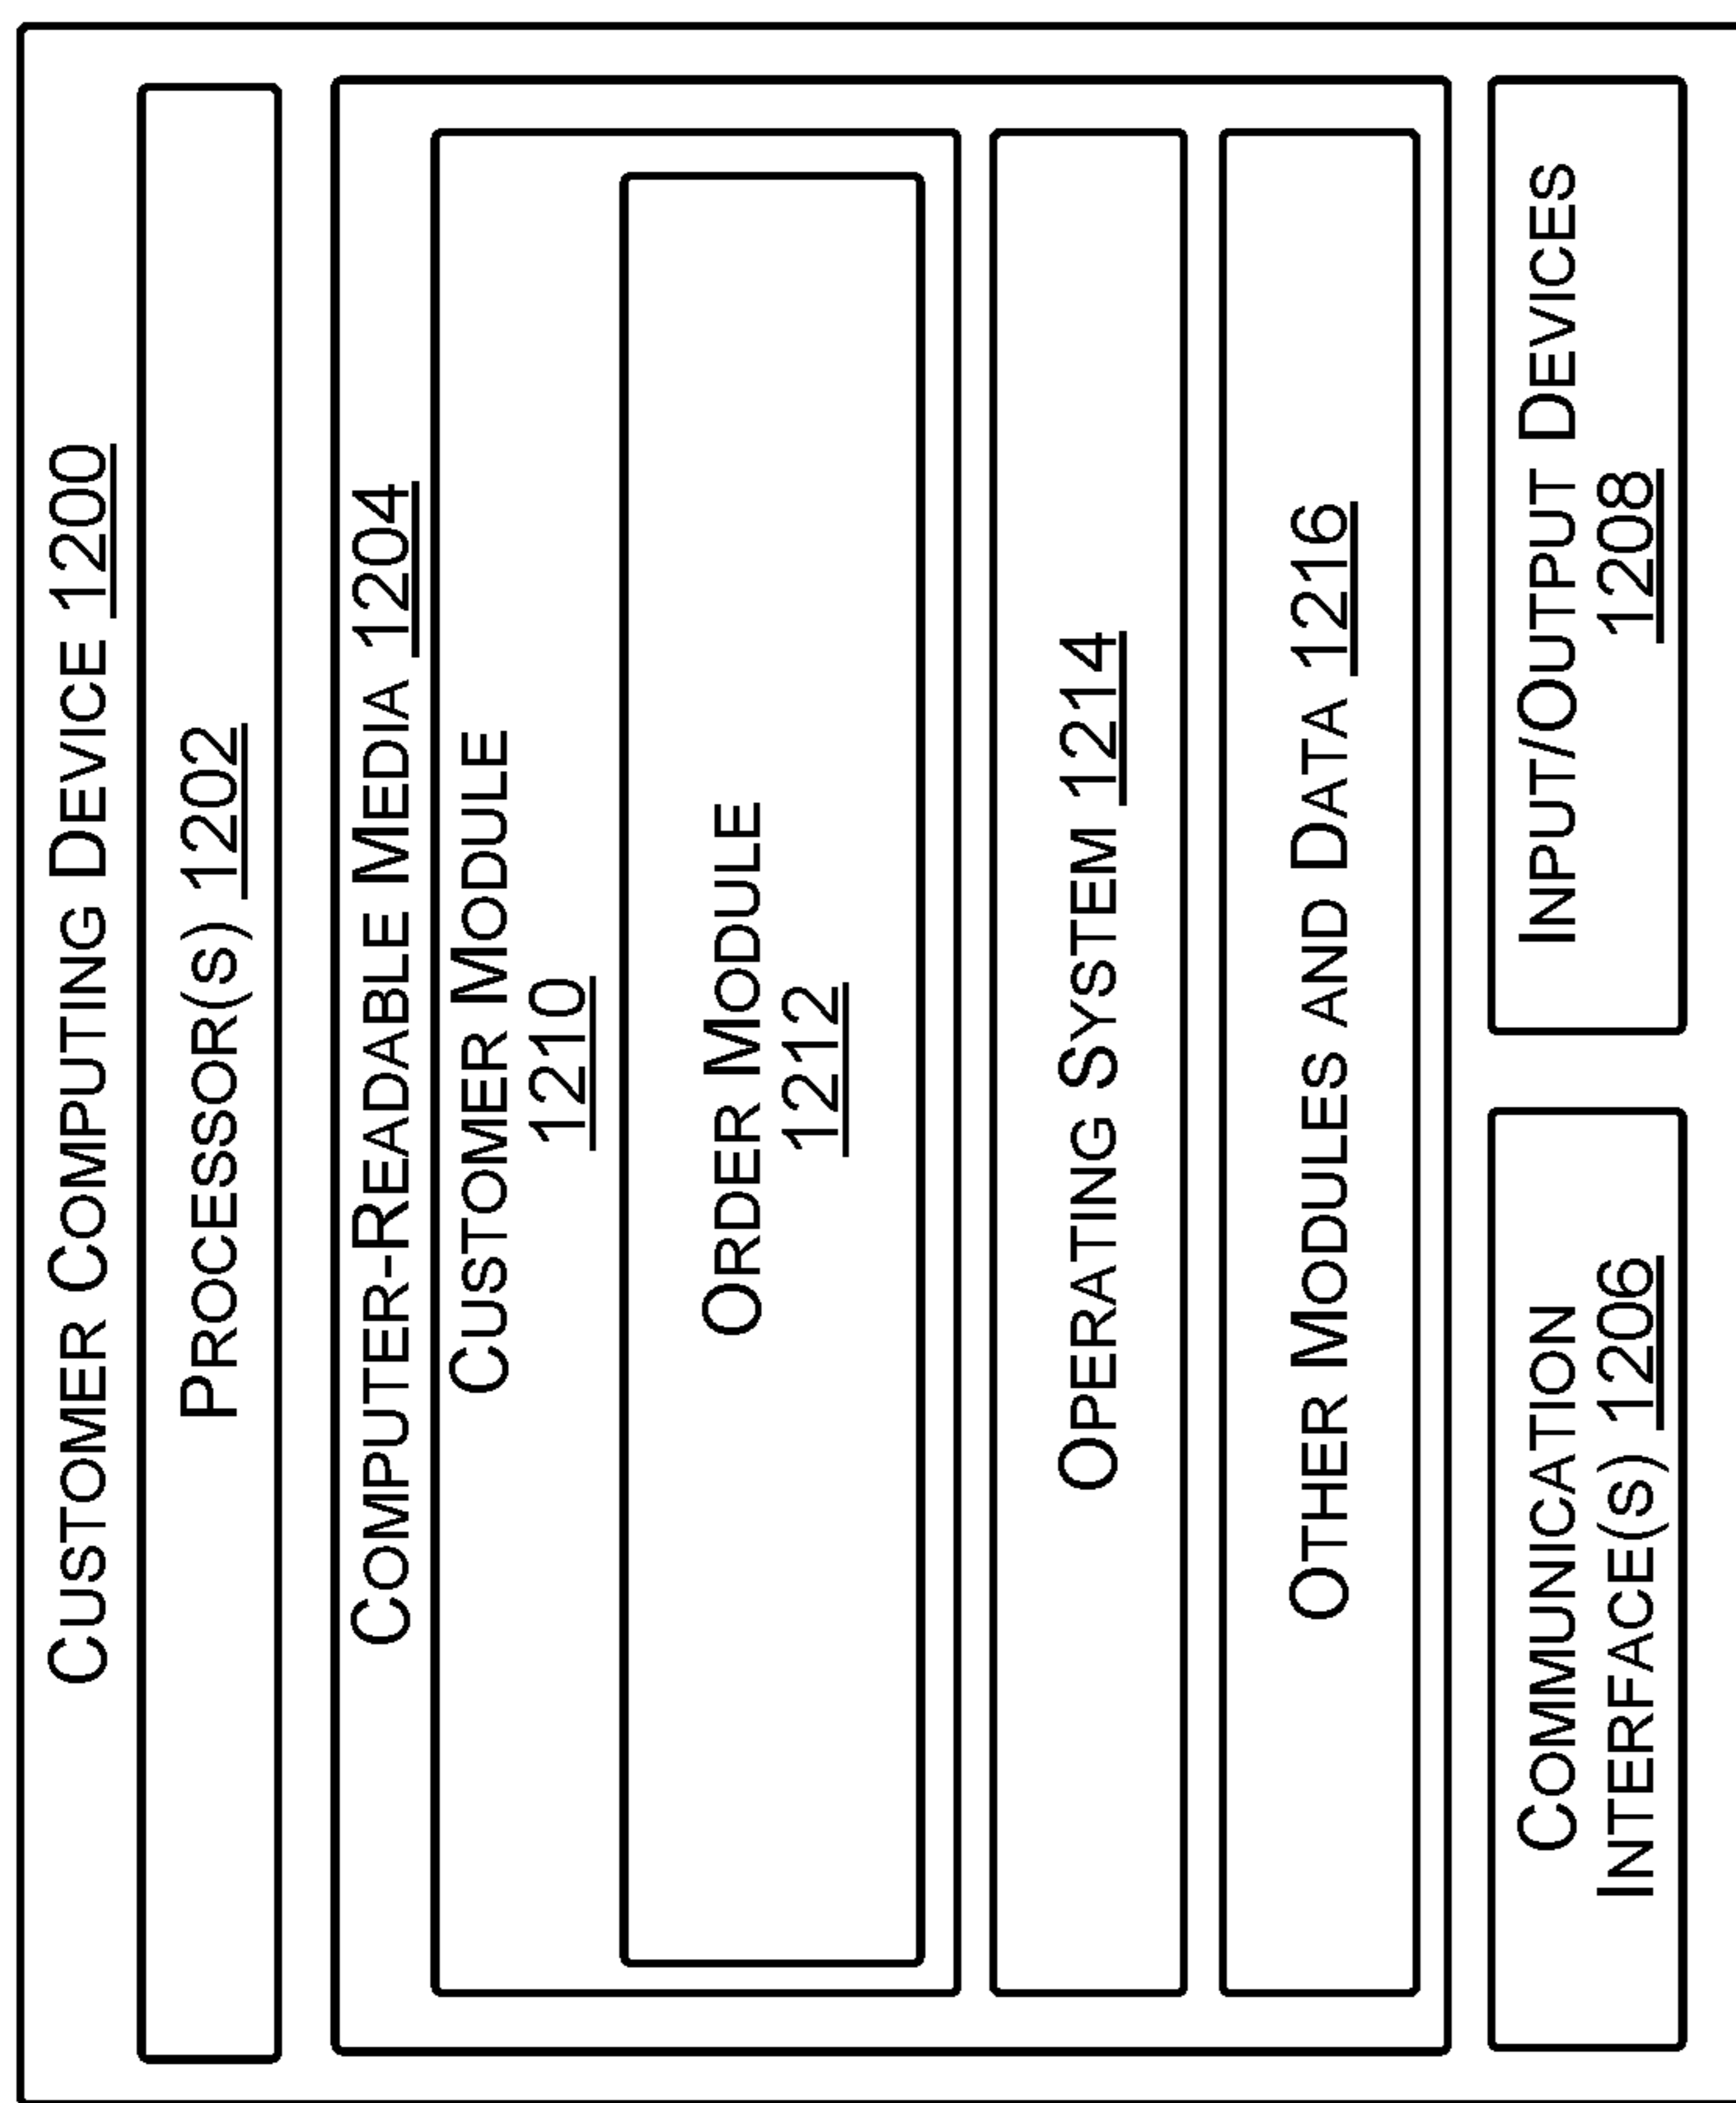 CUSTOMER COMPUTING DEVICE 1200
PROCESSOR(S) 1202
COMPUTER-READABLE MEDIA 1204
CUSTOMER MODULE
1210
ORDER MODULE
1212
OPERATING SYSTEM 1214
OTHER MODULES AND DATA 1216
COMMUNICATION
INTERFACE(S) 1206
INPUT/OUTPUT DEVICES
1208